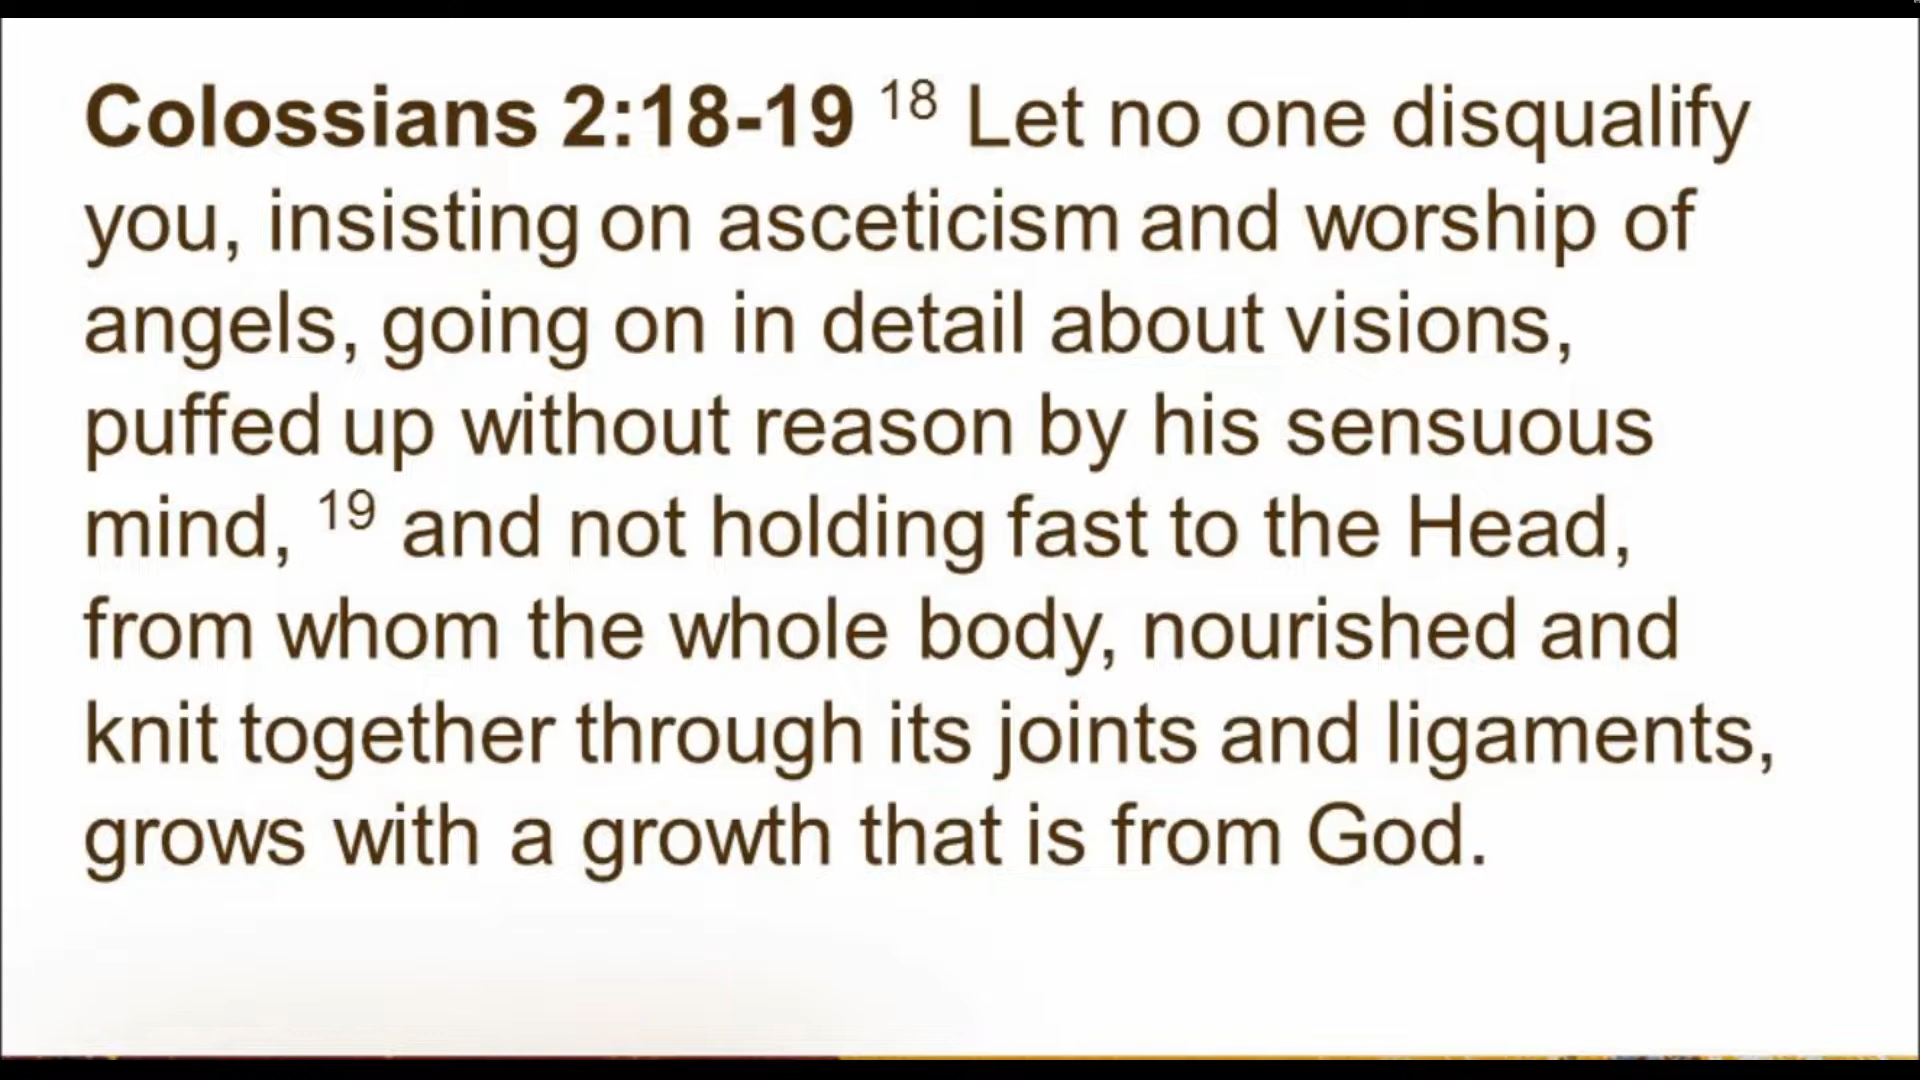 Colossians 2:18-19 18 Let no one disqualify
you, insisting on asceticism and worship of
angels, going on in detail about visions,
puffed up without reason by his sensuous
mind, 19 and not holding fast to the Head,
from whom the whole body, nourished and
knit together through its joints and ligaments,
grows with a growth that is from God.